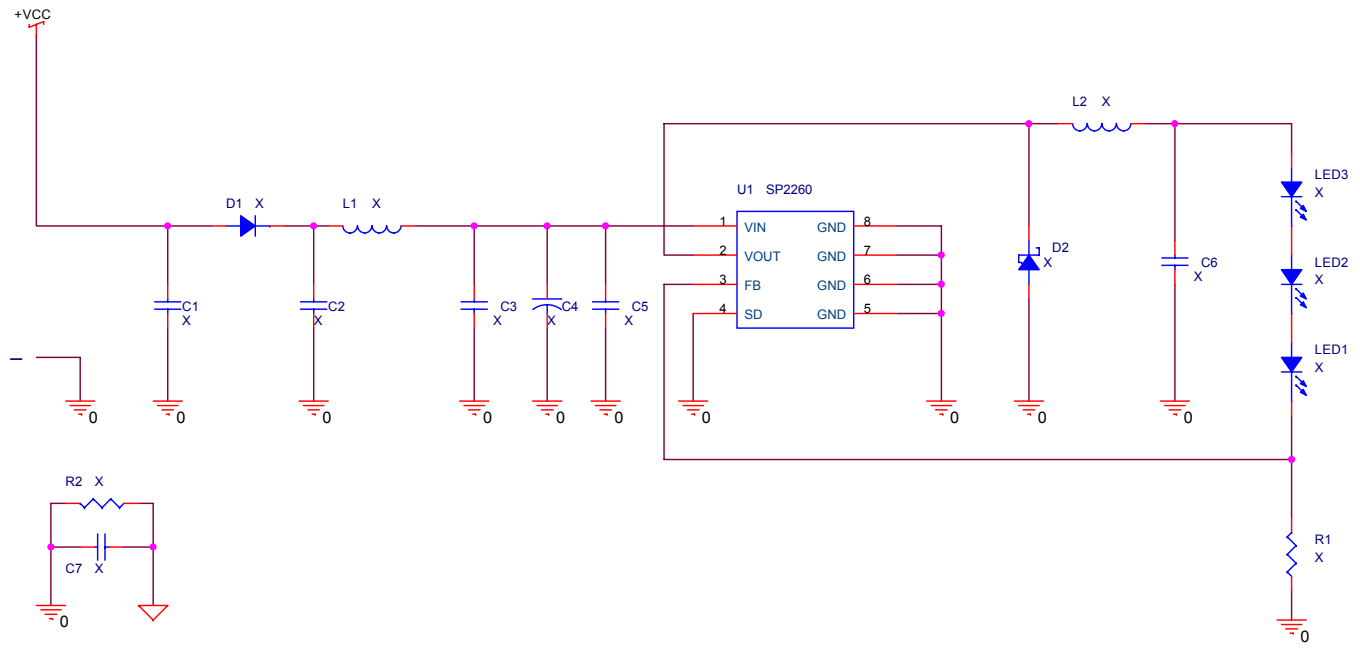 +VCC
L2 X
U1 SP2260
LED3
X
D1 X
L1 X
1 VIN GND 8
2 VOUT GND 7
3 FB GND 6
4 SD GND 5
D2
X
C6
X
LED2
X
C1
X
C2
X
C3
X
C4
X
C5
X
LED1
X
0
0
0
0
0
0
0
0
0
0
R2 X
C7 X
0
R1
X
0